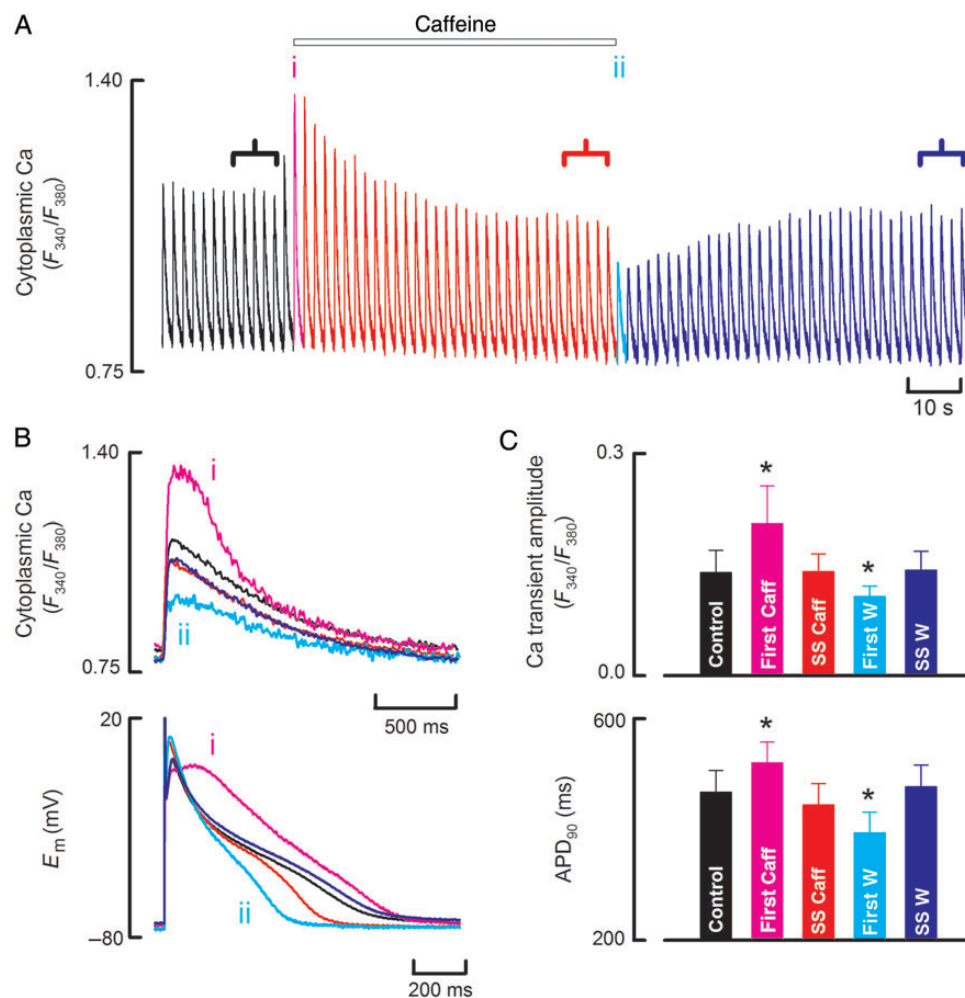 A
Caffeine
i
ii
1.40
Cytoplasmic Ca
(F340/F380)
0.75
10 s
B
1.40
i
Cytoplasmic Ca
(F340/F380)
ii
0.75
500 ms
20
i
Em (mV)
ii
–80
200 ms
C
0.3
*
Ca transient amplitude
(F340/F380)
*
Control
First Caff
SS Caff
First W
SS W
0.0
600
*
APD90 (ms)
*
Control
First Caff
SS Caff
First W
SS W
200